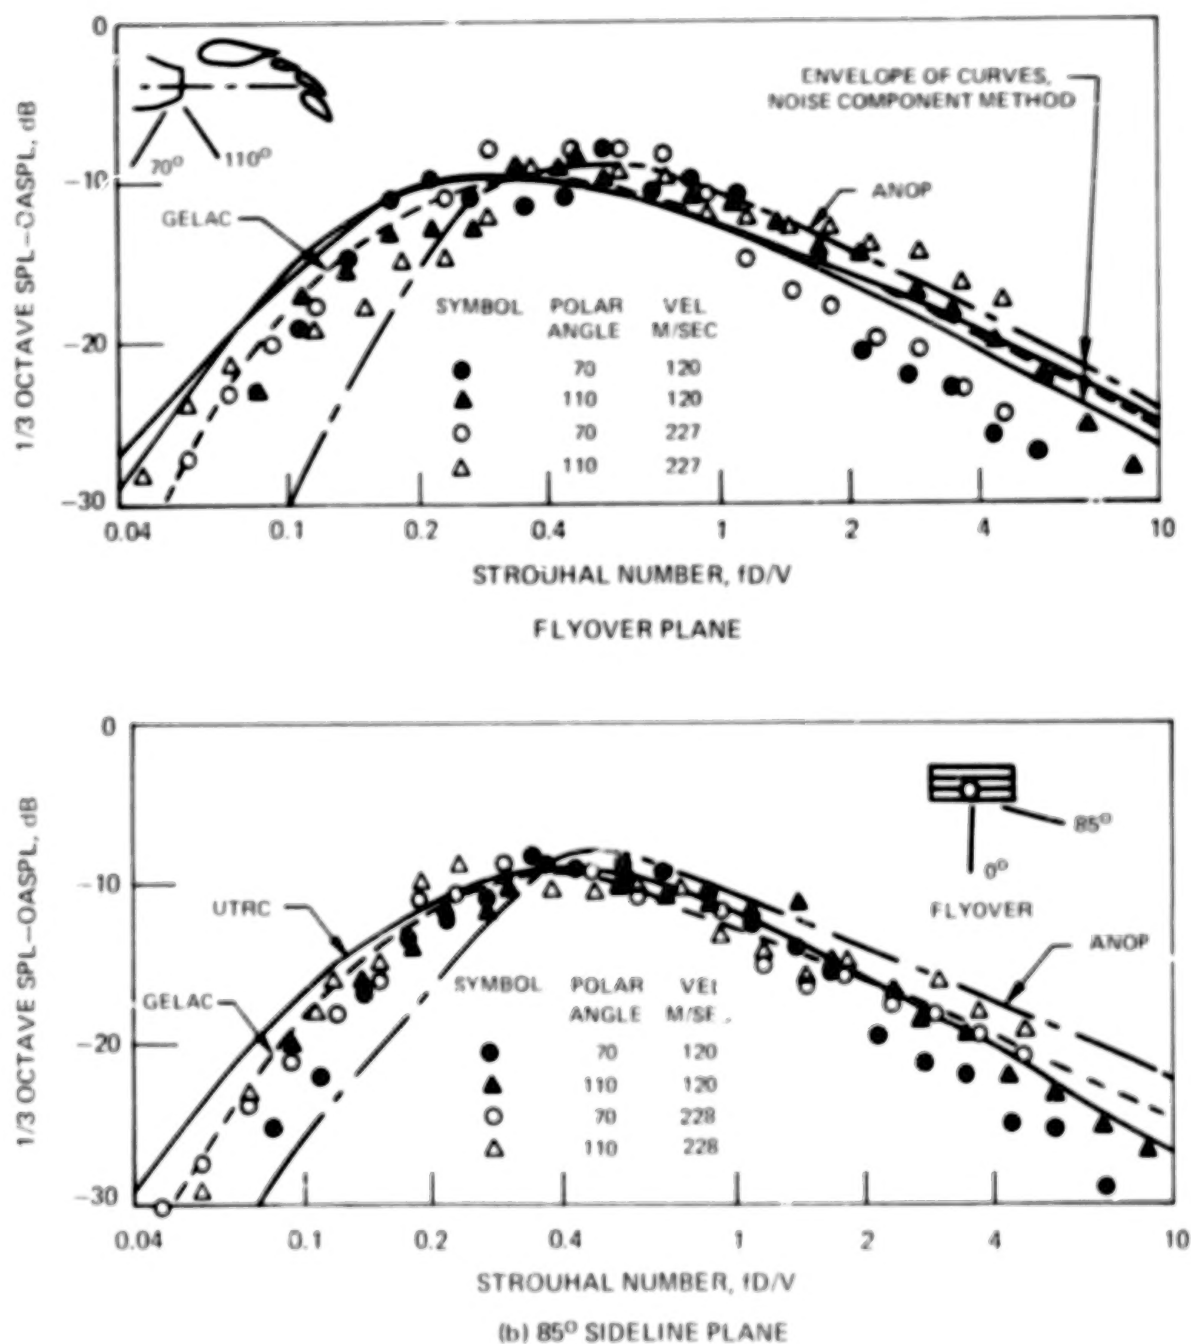 0
ENVELOPE OF CURVES,
NOISE COMPONENT METHOD
70° 110°
-10
ANOP
GELAC
1/3 OCTAVE SPL-OASPL, dB
SYMBOL POLAR ANGLE VEL M/SEC
-20
● 70 120
▲ 110 120
○ 70 227
△ 110 227
-30
0.04 0.1 0.2 0.4 1 2 4 10
STROUHAL NUMBER, fD/V
FLYOVER PLANE
0
85°
0°
-10
UTRC
FLYOVER
ANOP
1/3 OCTAVE SPL-OASPL, dB
SYMBOL POLAR ANGLE VEL M/SE
GELAC
-20
● 70 120
▲ 110 120
○ 70 228
△ 110 228
-30
0.04 0.1 0.2 0.4 1 2 4 10
STROUHAL NUMBER, fD/V
(b) 85° SIDELINE PLANE